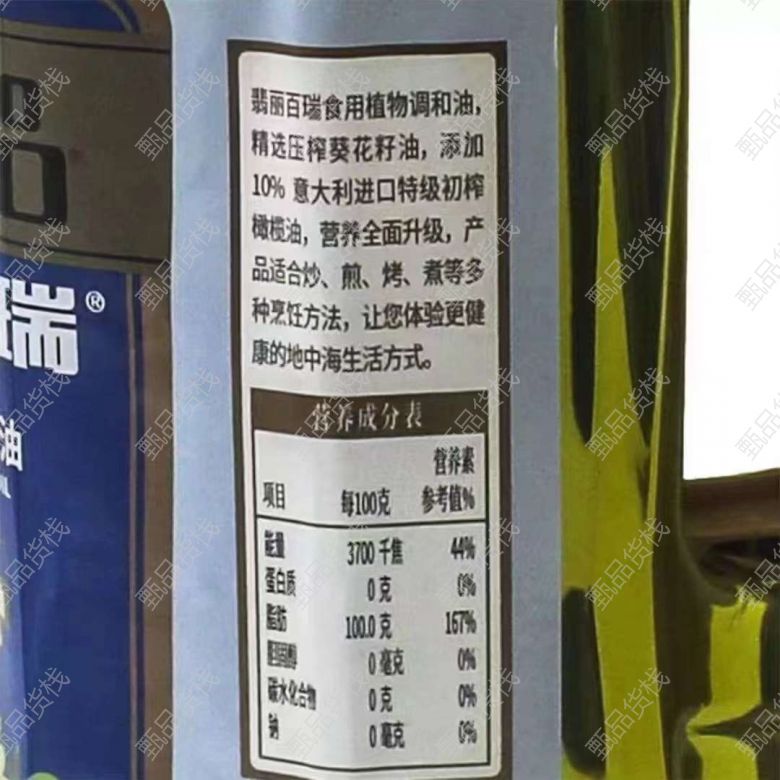 瑞®
油
翡丽百瑞食用植物调和油,
精选压榨葵花籽油,添加
10% 意大利进口特级初榨
橄榄油,营养全面升级,产
品适合炒、煎、烤、煮等多
种烹饪方法,让您体验更健
康的地中海生活方式。
营养成分表
项目 每100克 营养素参考值%
能量 3700 千焦 44%
蛋白质 0 克 0%
脂肪 100.0 克 167%
胆固醇 0 毫克 0%
碳水化合物 0 克 0%
钠 0 毫克 0%
甄品货栈